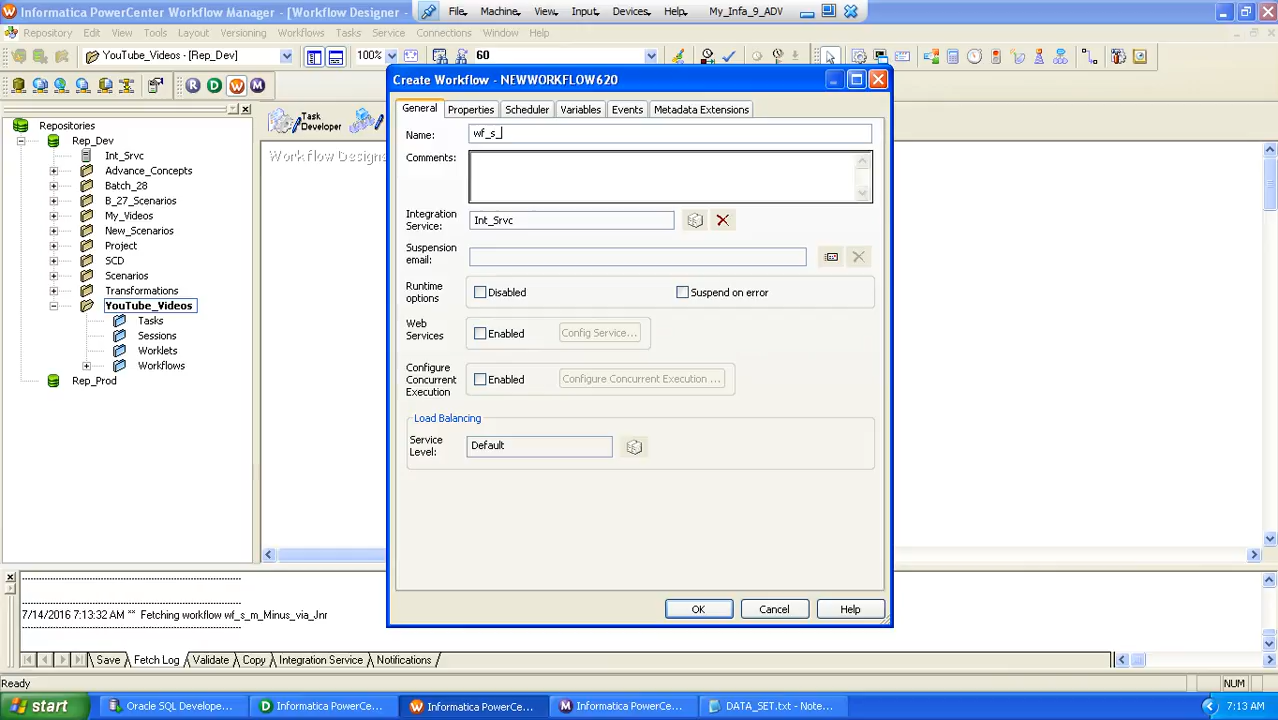 Informatica PowerCenter Workflow Manager - [Workflow Designer -
File Machine View Input Devices Help My_Infa_9_ADV
Repository Edit View Tools Layout Versioning Workflows Tasks Service Connections Window Help
YouTube_Videos - [Rep_Dev] 100% 60
R D W M
Task Developer
Workflow Designe
Repositories
Rep_Dev
Int_Srvc
Advance_Concepts
Batch_28
B_27_Scenarios
My_Videos
New_Scenarios
Project
SCD
Scenarios
Transformations
YouTube_Videos
Tasks
Sessions
Worklets
Workflows
Rep_Prod
Create Workflow - NEWWORKFLOW620
General Properties Scheduler Variables Events Metadata Extensions
Name: wf_s_
Comments:
Integration Service: Int_Srvc
Suspension email:
Runtime options Disabled Suspend on error
Web Services Enabled Config Service...
Configure Concurrent Execution Enabled Configure Concurrent Execution ...
Load Balancing
Service Level: Default
OK Cancel Help
7/14/2016 7:13:32 AM ** Fetching workflow wf_s_m_Minus_via_Jnr
Save Fetch Log Validate Copy Integration Service Notifications
Ready NUM
start Oracle SQL Develope... Informatica PowerCe... Informatica PowerCe... Informatica PowerCe... DATA_SET.txt - Note... 7:13 AM